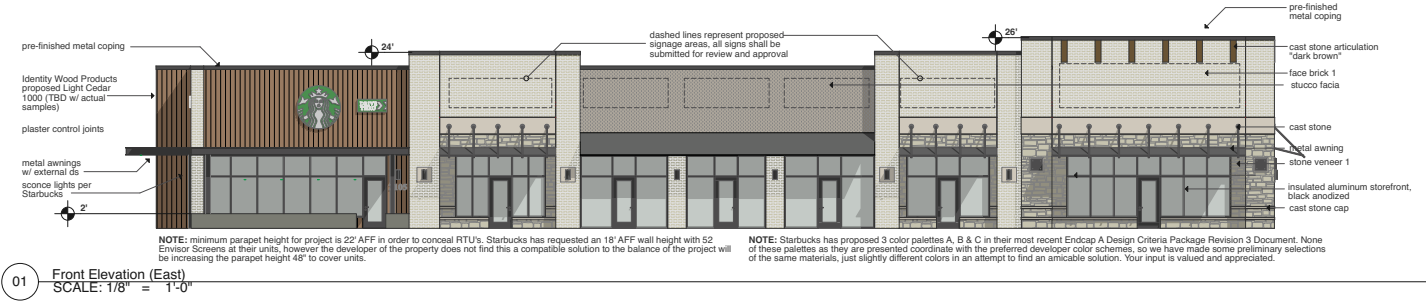 pre-finished
metal coping
24'
26'
dashed lines represent proposed
signage areas, all signs shall be
submitted for review and approval
pre-finished metal coping
cast stone articulation
"dark brown"
Identity Wood Products
proposed Light Cedar
1000 (TBD w/ actual
samples)
face brick 1
stucco facia
plaster control joints
cast stone
metal awning
metal awnings
w/ external ds
stone veneer 1
sconce lights per
Starbucks
insulated aluminum storefront,
black anodized
cast stone cap
2'
NOTE: minimum parapet height for project is 22' AFF in order to conceal RTU's. Starbucks has requested an 18' AFF wall height with 52
Envisor Screens at their units, however the developer of the property does not find this a compatible solution to the balance of the project will
be increasing the parapet height 48" to cover units.
NOTE: Starbucks has proposed 3 color palettes A, B & C in their most recent Endcap A Design Criteria Package Revision 3 Document. None
of these palettes as they are presented coordinate with the preferred developer color schemes, so we have made some preliminary selections
of the same materials, just slightly different colors in an attempt to find an amicable solution. Your input is valued and appreciated.
01
Front Elevation (East)
SCALE: 1/8" = 1'-0"